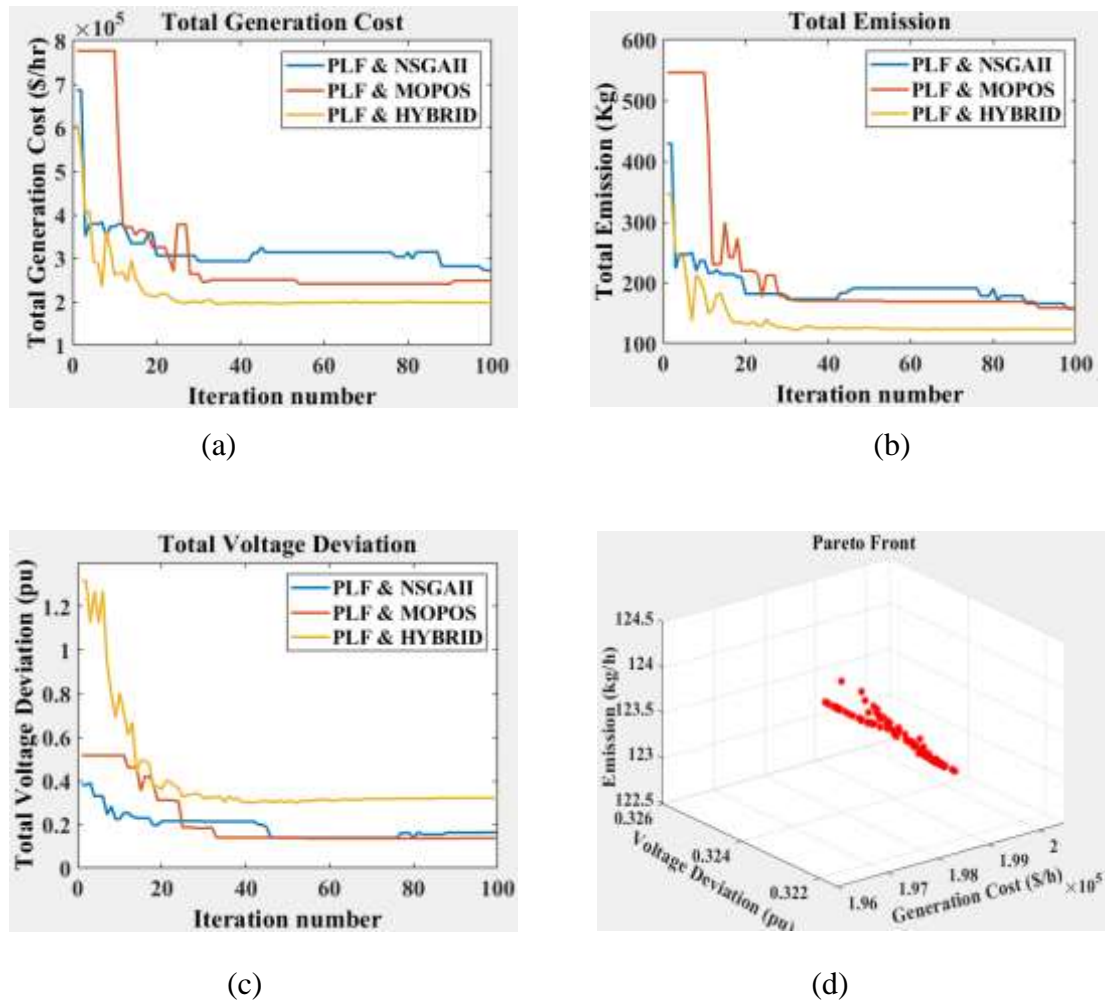 Total Generation Cost
×10⁵
8
7
6
5
4
3
2
1
Total Generation Cost ($/hr)
PLF & NSGAII
PLF & MOPOS
PLF & HYBRID
0 20 40 60 80 100
Iteration number
(a)
Total Emission
600
500
400
300
200
100
Total Emission (Kg)
PLF & NSGAII
PLF & MOPOS
PLF & HYBRID
0 20 40 60 80 100
Iteration number
(b)
Total Voltage Deviation
1.2
1
0.8
0.6
0.4
0.2
0
Total Voltage Deviation (pu)
PLF & NSGAII
PLF & MOPOS
PLF & HYBRID
0 20 40 60 80 100
Iteration number
(c)
Pareto Front
124.5
124
123.5
123
122.5
Emission (kg/h)
0.326
0.324
0.322
Voltage Deviation (pu)
1.96 1.97 1.98 1.99 2
×10⁵
Generation Cost ($/h)
(d)